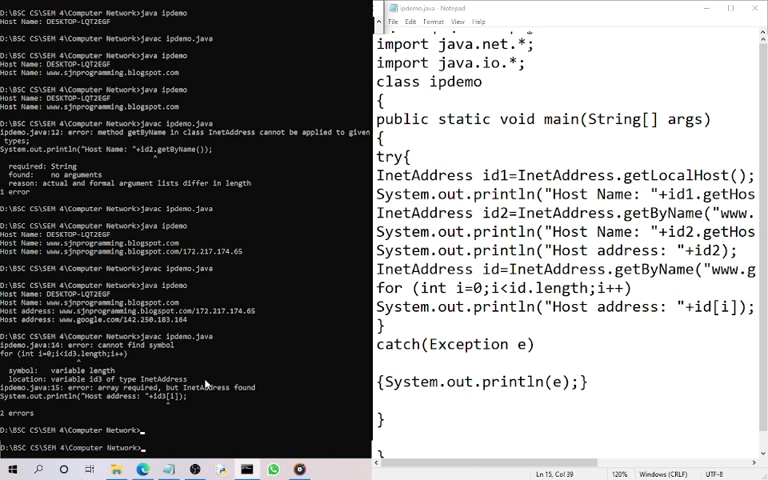 D:\BSC CS\SEM 4\Computer Network>java ipdemo
Host Name: DESKTOP-LQT2EGF
D:\BSC CS\SEM 4\Computer Network>javac ipdemo.java
D:\BSC CS\SEM 4\Computer Network>java ipdemo
Host Name: DESKTOP-LQT2EGF
Host Name: www.sjnprogramming.blogspot.com
D:\BSC CS\SEM 4\Computer Network>java ipdemo
Host Name: DESKTOP-LQT2EGF
Host Name: www.sjnprogramming.blogspot.com
D:\BSC CS\SEM 4\Computer Network>javac ipdemo.java
ipdemo.java:12: error: method getByName in class InetAddress cannot be applied to given
types;
System.out.println("Host Name: "+id2.getByName());
^
required: String
found: no arguments
reason: actual and formal argument lists differ in length
1 error
D:\BSC CS\SEM 4\Computer Network>javac ipdemo.java
D:\BSC CS\SEM 4\Computer Network>java ipdemo
Host Name: DESKTOP-LQT2EGF
Host Name: www.sjnprogramming.blogspot.com
Host Name: www.sjnprogramming.blogspot.com/172.217.174.65
D:\BSC CS\SEM 4\Computer Network>javac ipdemo.java
D:\BSC CS\SEM 4\Computer Network>java ipdemo
Host Name: DESKTOP-LQT2EGF
Host Name: www.sjnprogramming.blogspot.com
Host address: www.sjnprogramming.blogspot.com/172.217.174.65
Host address: www.google.com/142.250.183.164
D:\BSC CS\SEM 4\Computer Network>javac ipdemo.java
ipdemo.java:14: error: cannot find symbol
for (int i=0;i<id3.length;i++)
^
symbol: variable length
location: variable id3 of type InetAddress
ipdemo.java:15: error: array required, but InetAddress found
System.out.println("Host address: "+id3[i]);
^
2 errors
D:\BSC CS\SEM 4\Computer Network>
D:\BSC CS\SEM 4\Computer Network>
ipdemo.java - Notepad
File Edit Format View Help
import java.net.*;
import java.io.*;
class ipdemo
{
public static void main(String[] args)
{
try{
InetAddress id1=InetAddress.getLocalHost();
System.out.println("Host Name: "+id1.getHos
InetAddress id2=InetAddress.getByName("www.
System.out.println("Host Name: "+id2.getHos
System.out.println("Host address: "+id2);
InetAddress id=InetAddress.getByName("www.g
for (int i=0;i<id.length;i++)
System.out.println("Host address: "+id[i]);
}
catch(Exception e)
{System.out.println(e);}
}
}
Ln 15, Col 39 120% Windows (CRLF) UTF-8